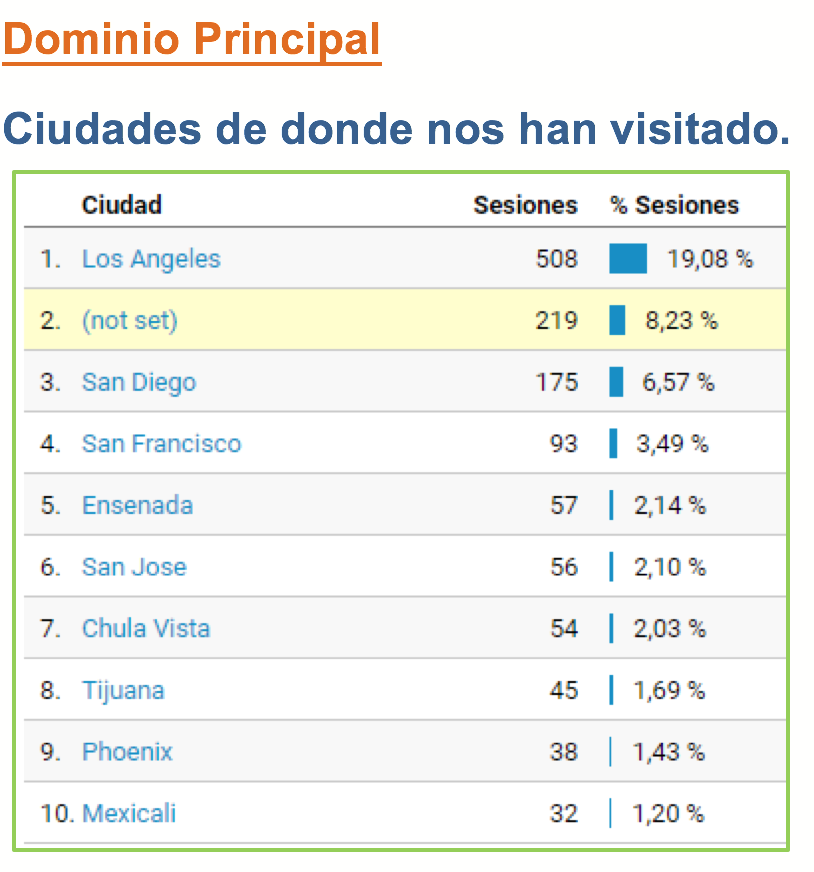 Dominio Principal
Ciudades de donde nos han visitado.
Ciudad Sesiones % Sesiones
1. Los Angeles 508 19,08 %
2. (not set) 219 8,23 %
3. San Diego 175 6,57 %
4. San Francisco 93 3,49 %
5. Ensenada 57 2,14 %
6. San Jose 56 2,10 %
7. Chula Vista 54 2,03 %
8. Tijuana 45 1,69 %
9. Phoenix 38 1,43 %
10. Mexicali 32 1,20 %